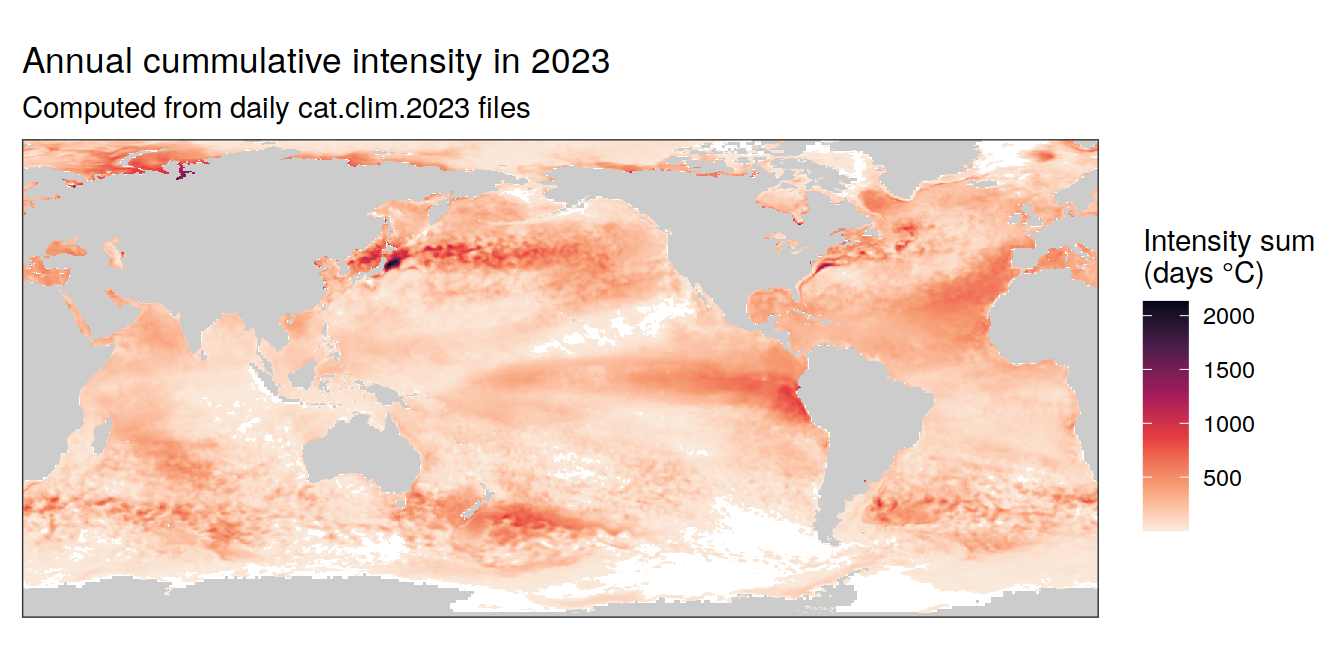 Annual cummulative intensity in 2023
Computed from daily cat.clim.2023 files
Intensity sum
(days °C)
2000
1500
1000
500